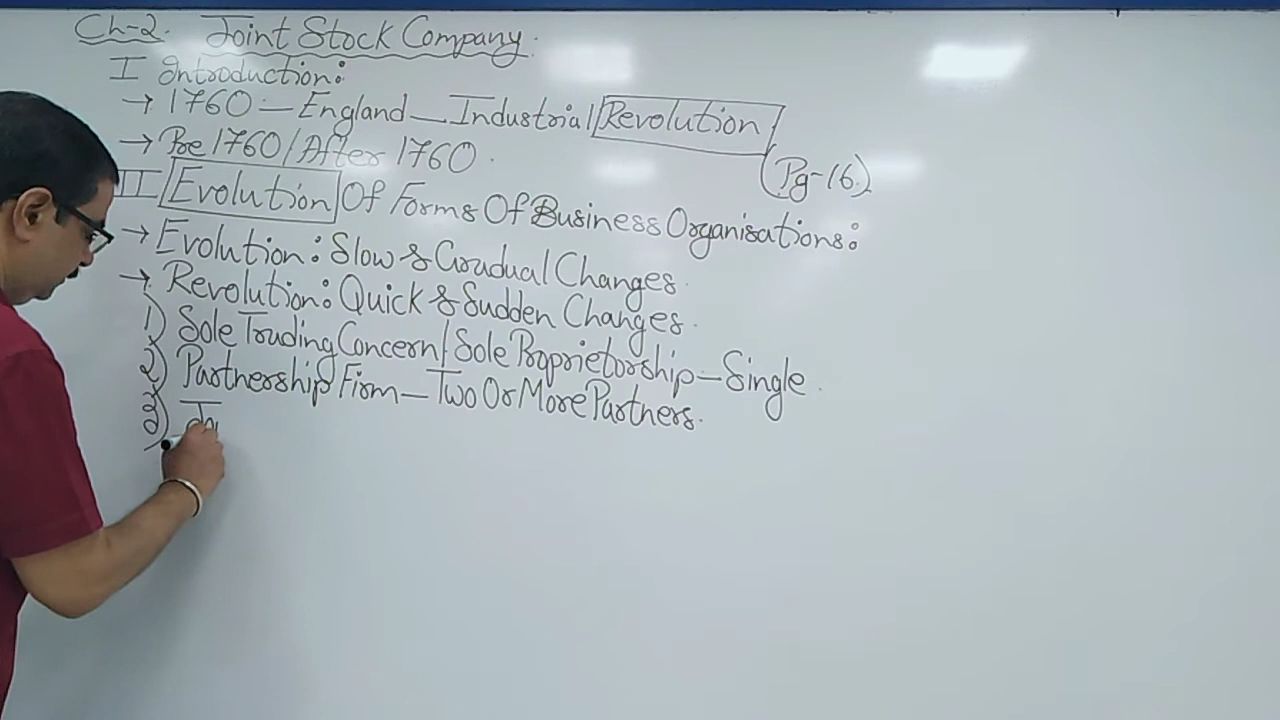 Ch-2. Joint Stock Company.
I Introduction:
→ 1760 — England — Industrial Revolution
→ Pre 1760 / After 1760.
(Pg-16.)
II Evolution Of Forms Of Business Organisations:
→ Evolution: Slow & Gradual Changes.
→ Revolution: Quick & Sudden Changes.
1) Sole Trading Concern / Sole Proprietorship — Single.
2) Partnership Firm — Two Or More Partners.
3)